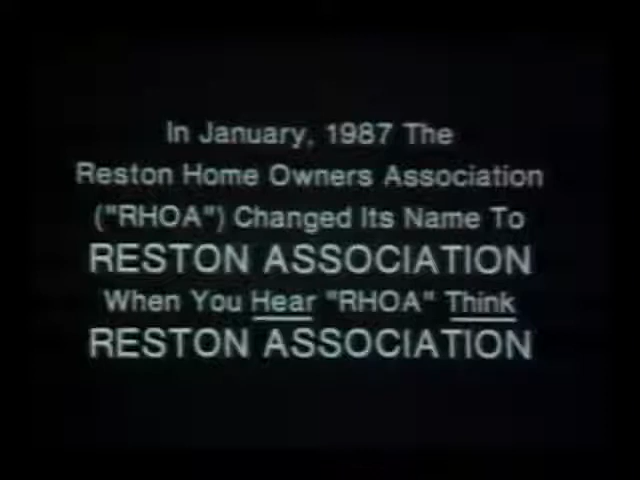 In January, 1987 The
Reston Home Owners Association
("RHOA") Changed Its Name To
RESTON ASSOCIATION
When You Hear "RHOA" Think
RESTON ASSOCIATION